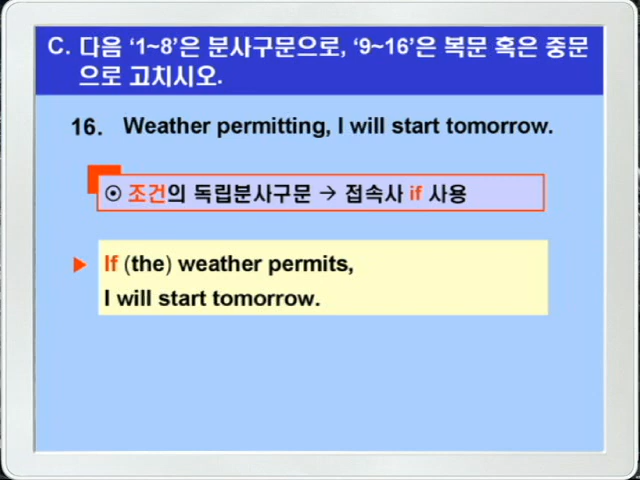 C. 다음 ‘1~8’은 분사구문으로, ‘9~16’은 복문 혹은 중문
으로 고치시오.
16. Weather permitting, I will start tomorrow.
⊙ 조건의 독립분사구문 → 접속사 if 사용
▶ If (the) weather permits,
I will start tomorrow.